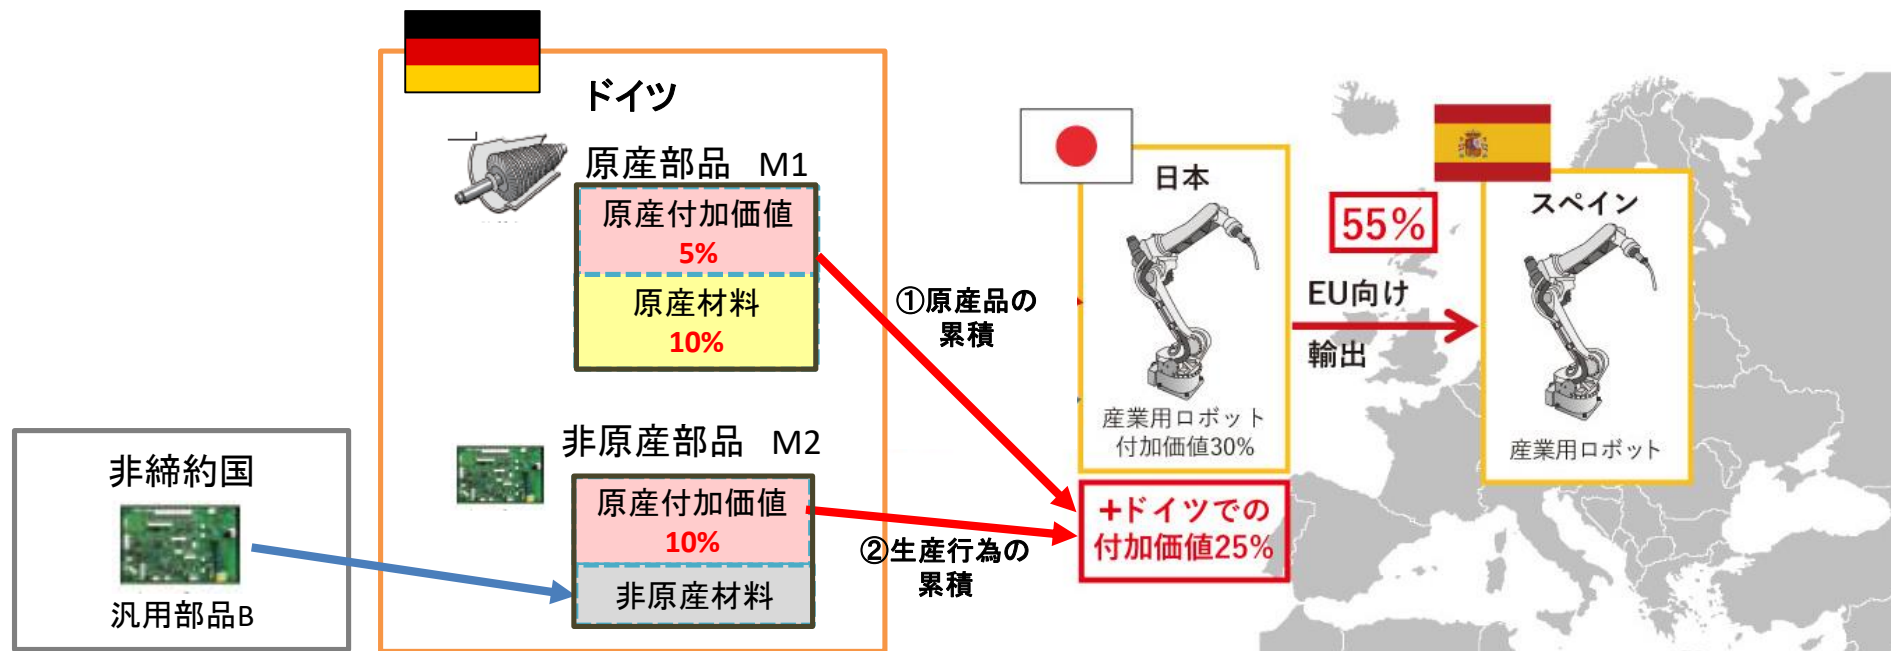 ドイツ
原産部品 M1
原産付加価値
5%
原産材料
10%
非原産部品 M2
原産付加価値
10%
非原産材料
非締約国
汎用部品B
①原産品の
累積
②生産行為の
累積
日本
産業用ロボット
付加価値30%
+ドイツでの
付加価値25%
55%
EU向け
輸出
スペイン
産業用ロボット